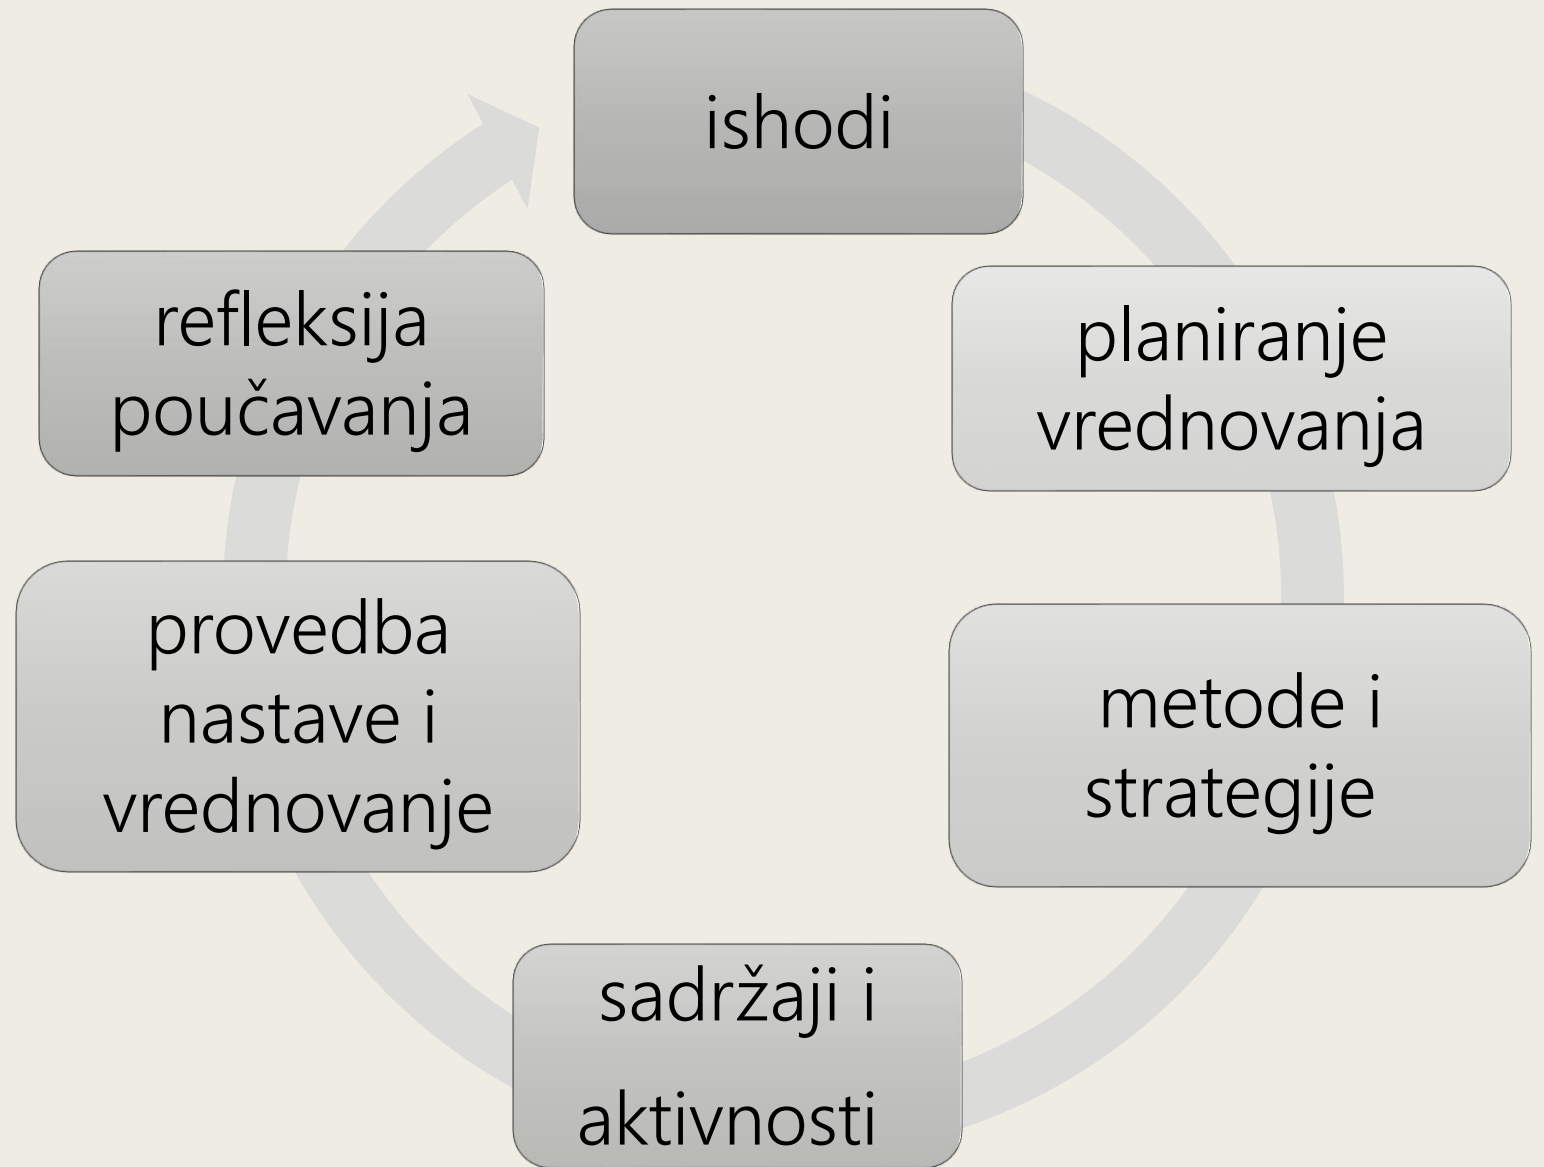 ishodi
planiranje
vrednovanja
metode i
strategije
sadržaji i
aktivnosti
provedba
nastave i
vrednovanje
refleksija
poučavanja